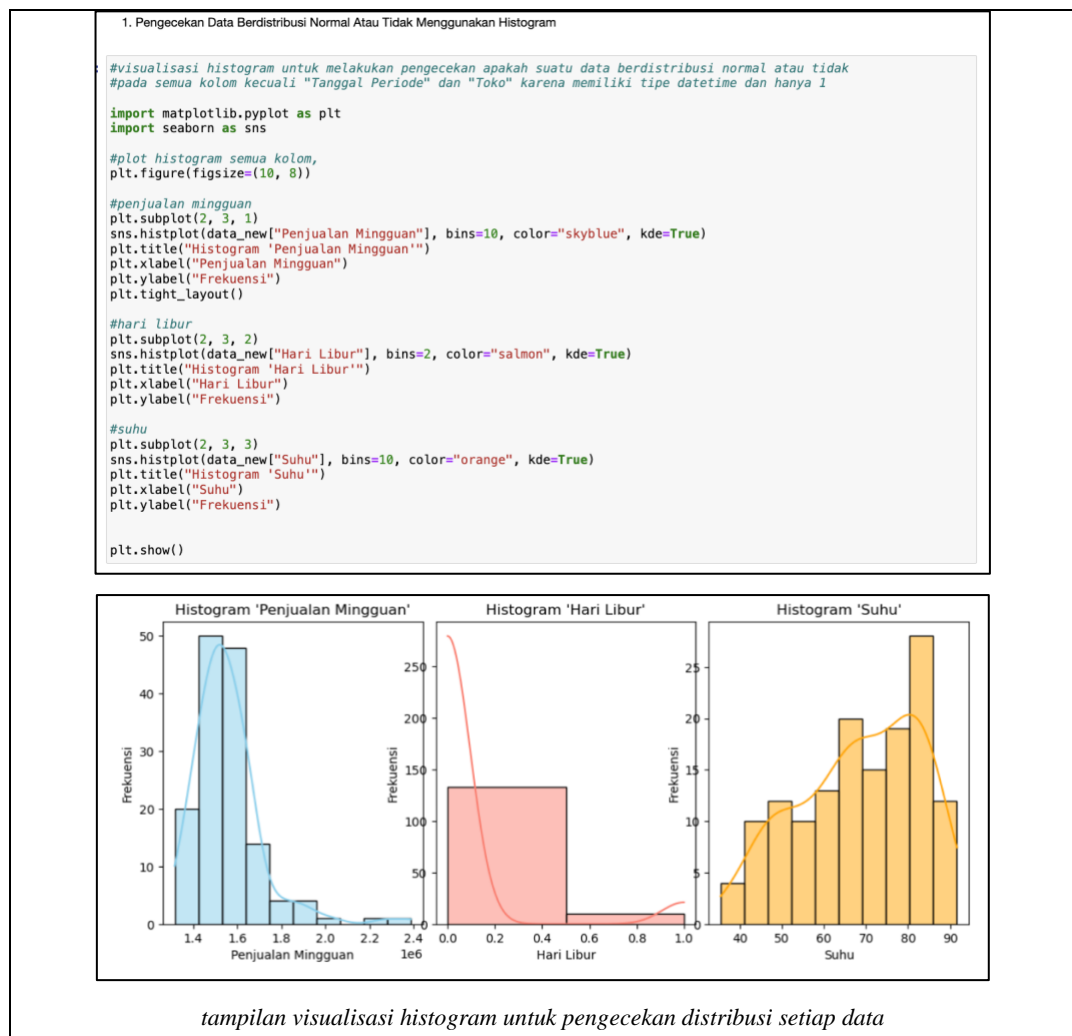 1. Pengecekan Data Berdistribusi Normal Atau Tidak Menggunakan Histogram
#visualisasi histogram untuk melakukan pengecekan apakah suatu data berdistribusi normal atau tidak
#pada semua kolom kecuali "Tanggal Periode" dan "Toko" karena memiliki tipe datetime dan hanya 1
import matplotlib.pyplot as plt
import seaborn as sns
#plot histogram semua kolom,
plt.figure(figsize=(10, 8))
#penjualan mingguan
plt.subplot(2, 3, 1)
sns.histplot(data_new["Penjualan Mingguan"], bins=10, color="skyblue", kde=True)
plt.title("Histogram 'Penjualan Mingguan'")
plt.xlabel("Penjualan Mingguan")
plt.ylabel("Frekuensi")
plt.tight_layout()
#hari libur
plt.subplot(2, 3, 2)
sns.histplot(data_new["Hari Libur"], bins=2, color="salmon", kde=True)
plt.title("Histogram 'Hari Libur'")
plt.xlabel("Hari Libur")
plt.ylabel("Frekuensi")
#suhu
plt.subplot(2, 3, 3)
sns.histplot(data_new["Suhu"], bins=10, color="orange", kde=True)
plt.title("Histogram 'Suhu'")
plt.xlabel("Suhu")
plt.ylabel("Frekuensi")
plt.show()
Histogram 'Penjualan Mingguan'
50
40
30
20
10
0
Frekuensi
1.4 1.6 1.8 2.0 2.2 2.4
1e6
Penjualan Mingguan
Histogram 'Hari Libur'
250
200
150
100
50
0
Frekuensi
0.0 0.2 0.4 0.6 0.8 1.0
Hari Libur
Histogram 'Suhu'
25
20
15
10
5
0
Frekuensi
40 50 60 70 80 90
Suhu
tampilan visualisasi histogram untuk pengecekan distribusi setiap data